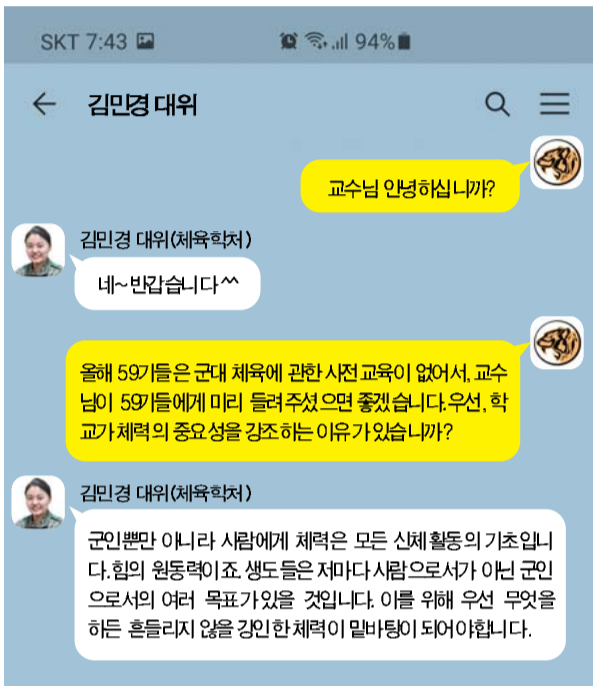 SKT 7:43
94%
김민경 대위
교수님 안녕하십니까?
김민경 대위(체육학처)
네~ 반갑습니다^^
올해 59기들은 군대 체육에 관한 사전교육이 없어서, 교수
님이 59기들에게 미리 들려주셨으면 좋겠습니다.우선, 학
교가 체력의 중요성을 강조하는 이유가 있습니까?
김민경 대위(체육학처)
군인뿐만 아니라 사람에게 체력은 모든 신체활동의 기초입니
다.힘의 원동력이죠. 생도들은 저마다 사람으로서가 아닌 군인
으로서의 여러 목표가 있을 것입니다. 이를 위해 우선 무엇을
하든 흔들리지 않을 강인한 체력이 밑바탕이 되어야합니다.